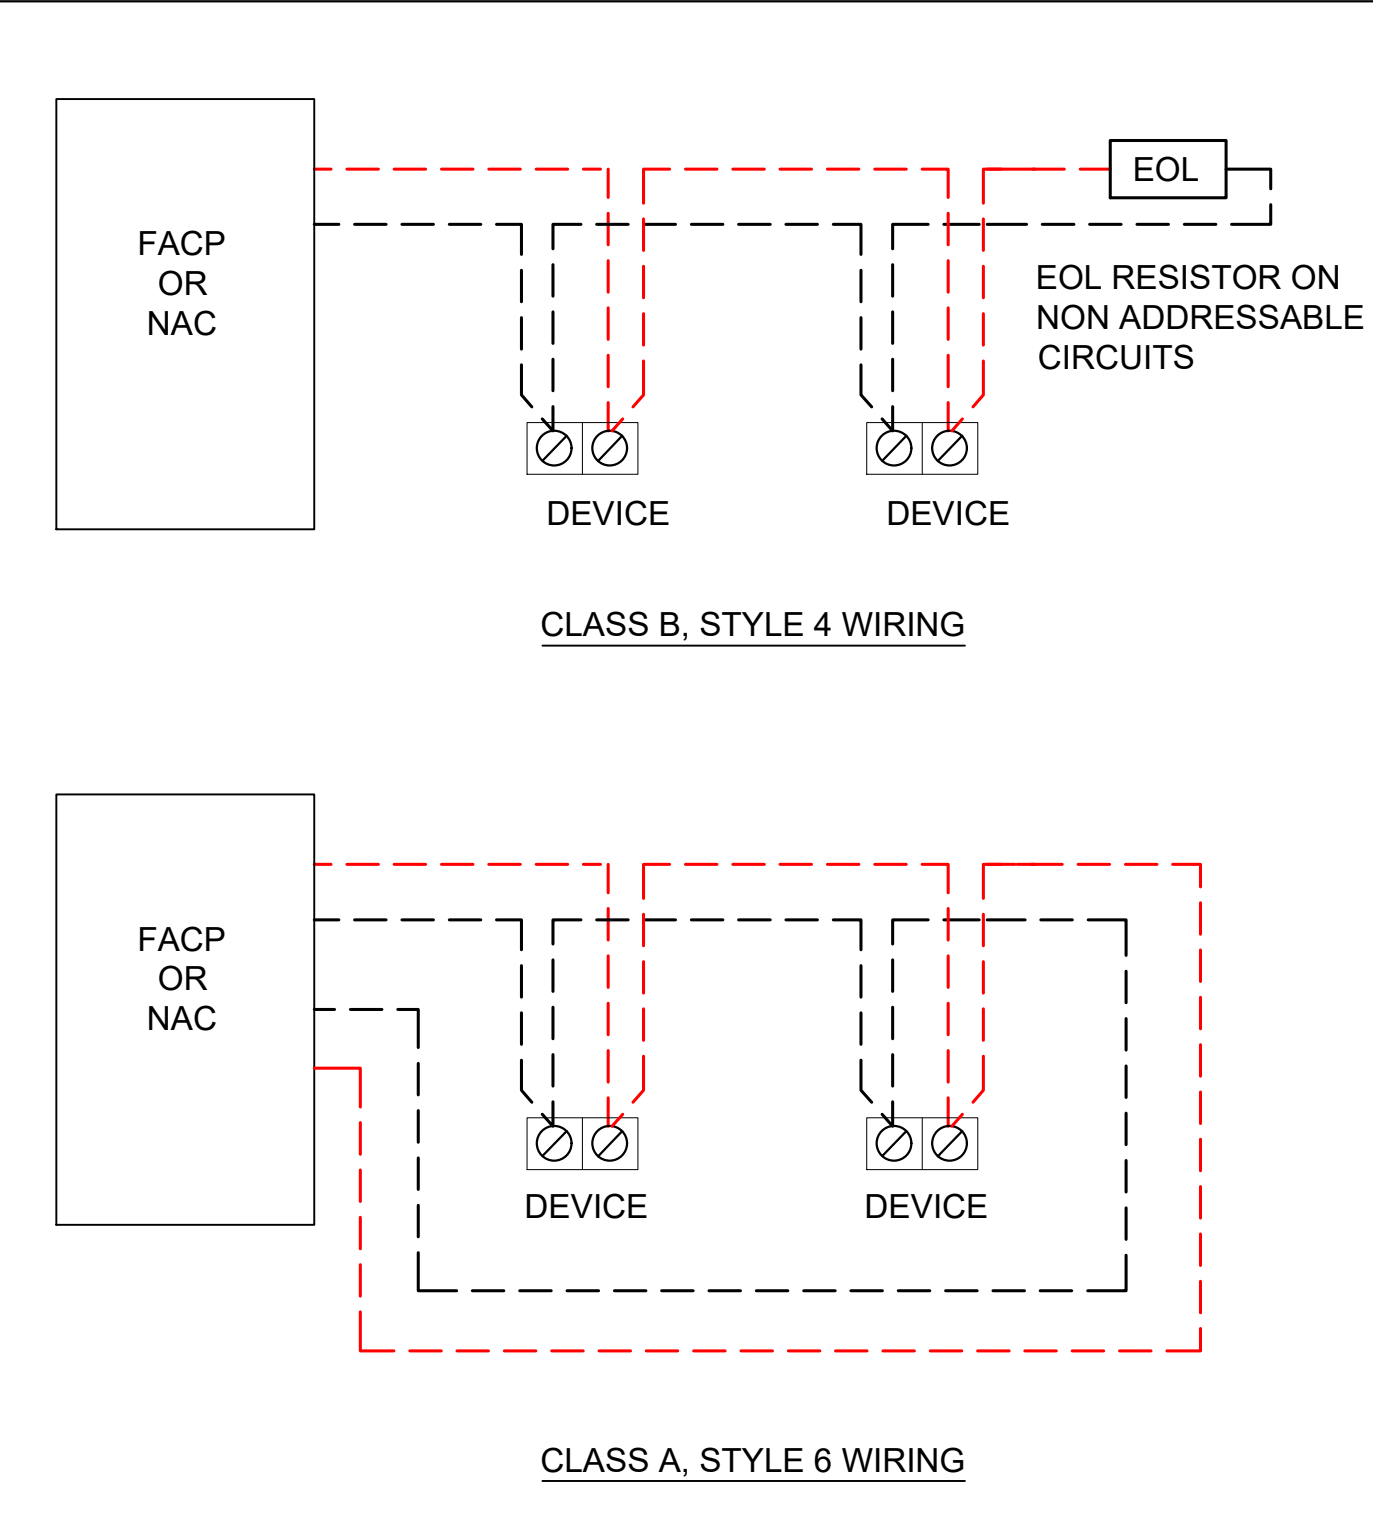 FACP
OR
NAC
EOL
EOL RESISTOR ON
NON ADDRESSABLE
CIRCUITS
DEVICE
DEVICE
CLASS B, STYLE 4 WIRING
FACP
OR
NAC
DEVICE
DEVICE
CLASS A, STYLE 6 WIRING